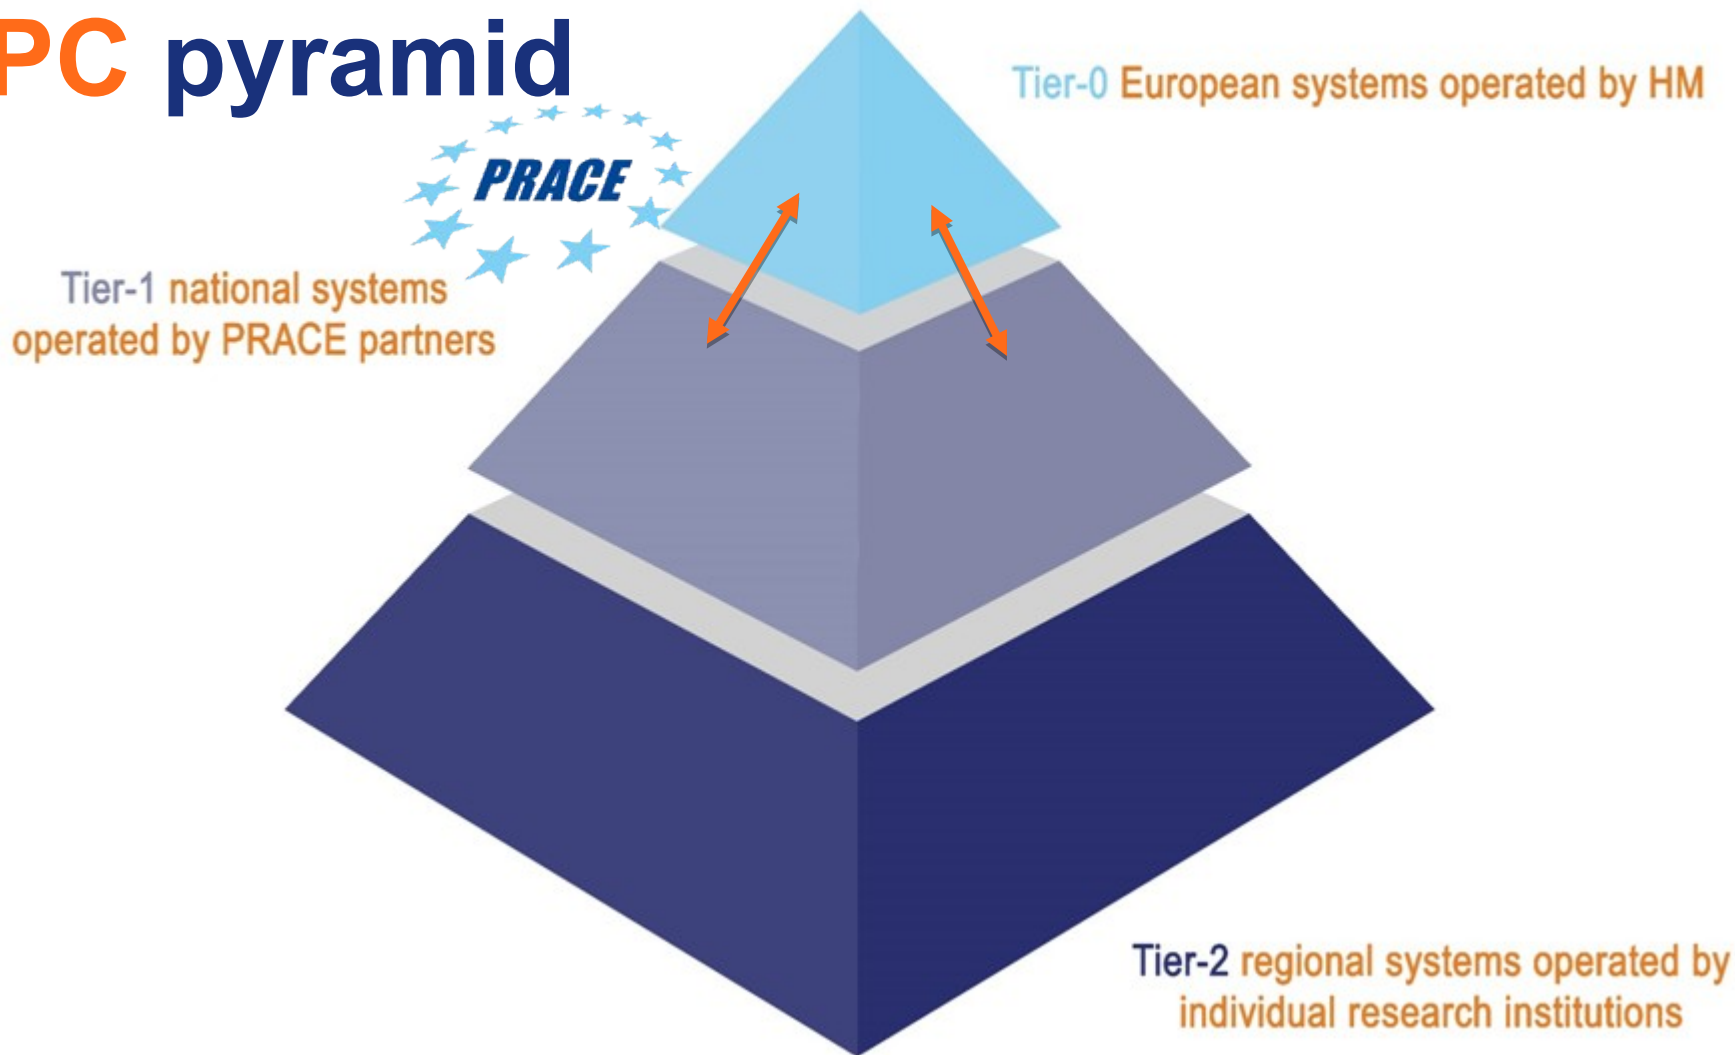 PC pyramid
PRACE
Tier-0 European systems operated by HM
Tier-1 national systems
operated by PRACE partners
Tier-2 regional systems operated by
individual research institutions